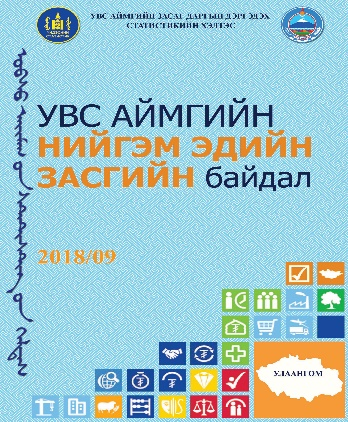 УВС АЙМГИЙН ЗАСАГ ДАРГЫН ДЭРГЭДЭХ
СТАТИСТИКИЙН ХЭЛТЭС
УВС АЙМГИЙН
НИЙГЭМ ЭДИЙН
ЗАСГИЙН байдал
2018/09
УЛААНГОМ